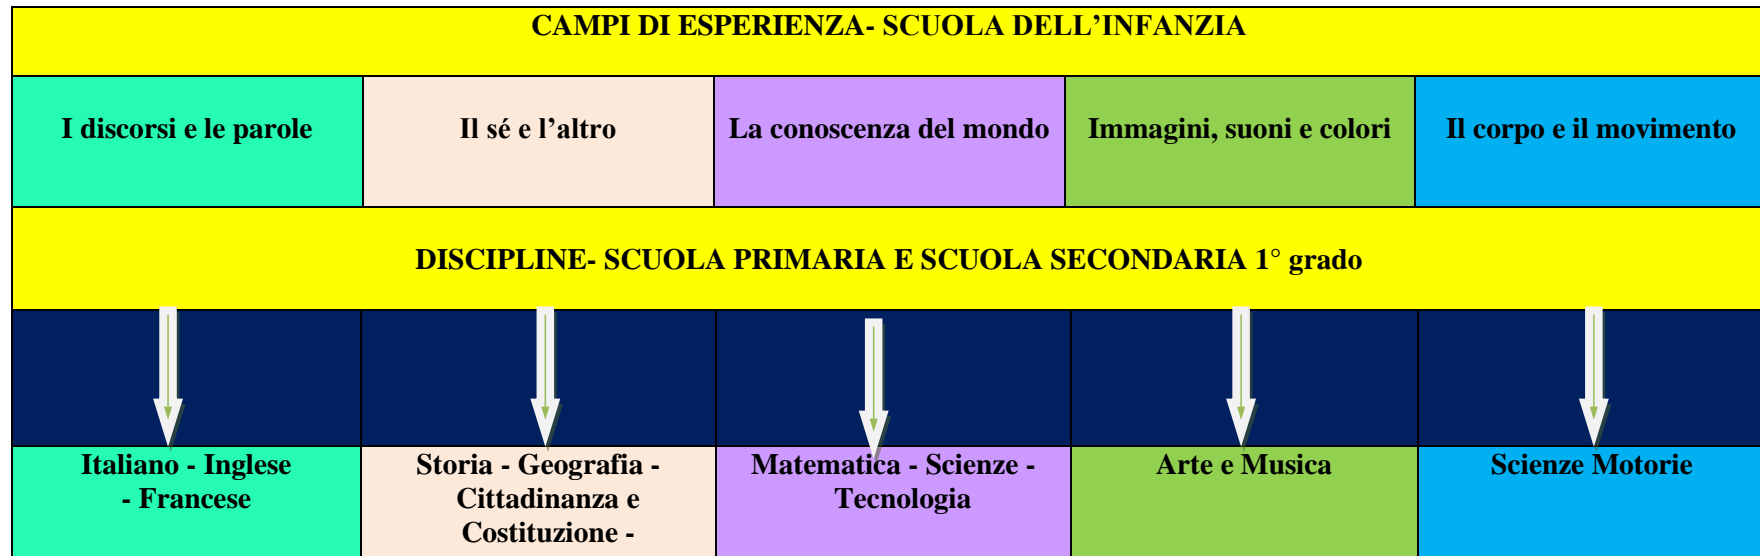 CAMPI DI ESPERIENZA- SCUOLA DELL’INFANZIA
I discorsi e le parole
Il sé e l’altro
La conoscenza del mondo
Immagini, suoni e colori
Il corpo e il movimento
DISCIPLINE- SCUOLA PRIMARIA E SCUOLA SECONDARIA 1° grado
Italiano - Inglese
- Francese
Storia - Geografia -
Cittadinanza e
Costituzione -
Matematica - Scienze -
Tecnologia
Arte e Musica
Scienze Motorie